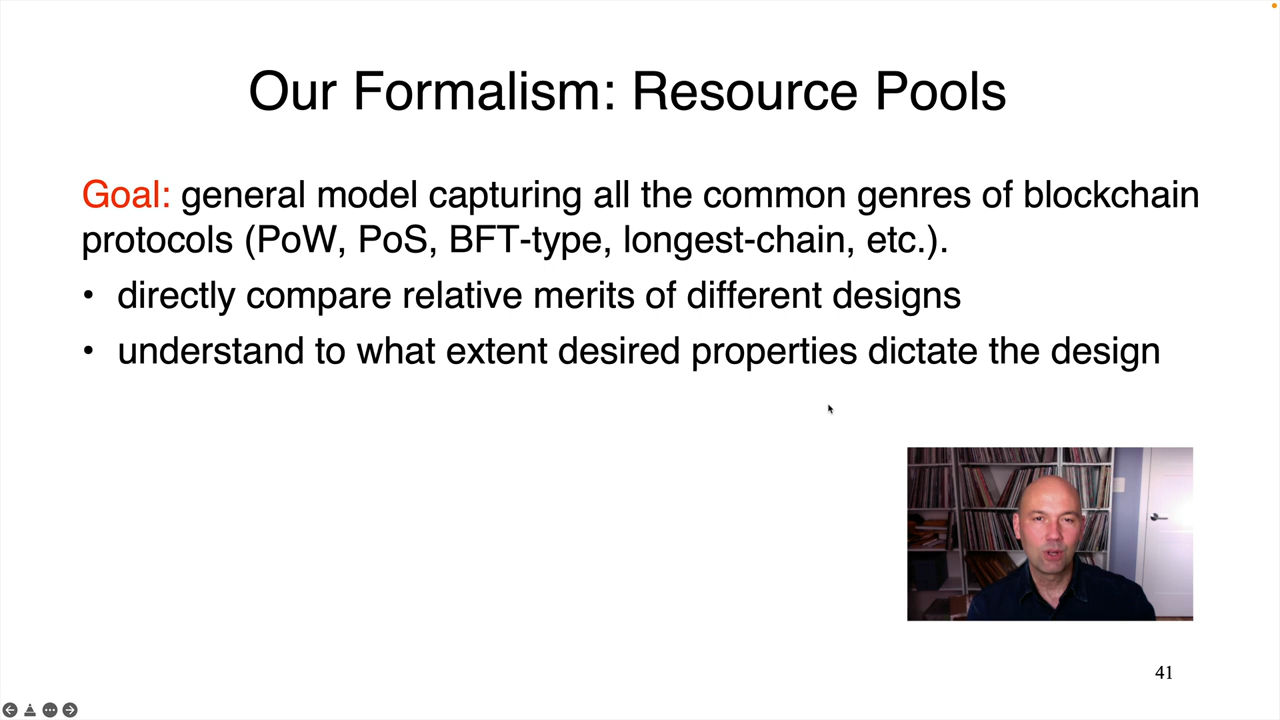 Our Formalism: Resource Pools
Goal: general model capturing all the common genres of blockchain
protocols (PoW, PoS, BFT-type, longest-chain, etc.).
• directly compare relative merits of different designs
• understand to what extent desired properties dictate the design
41